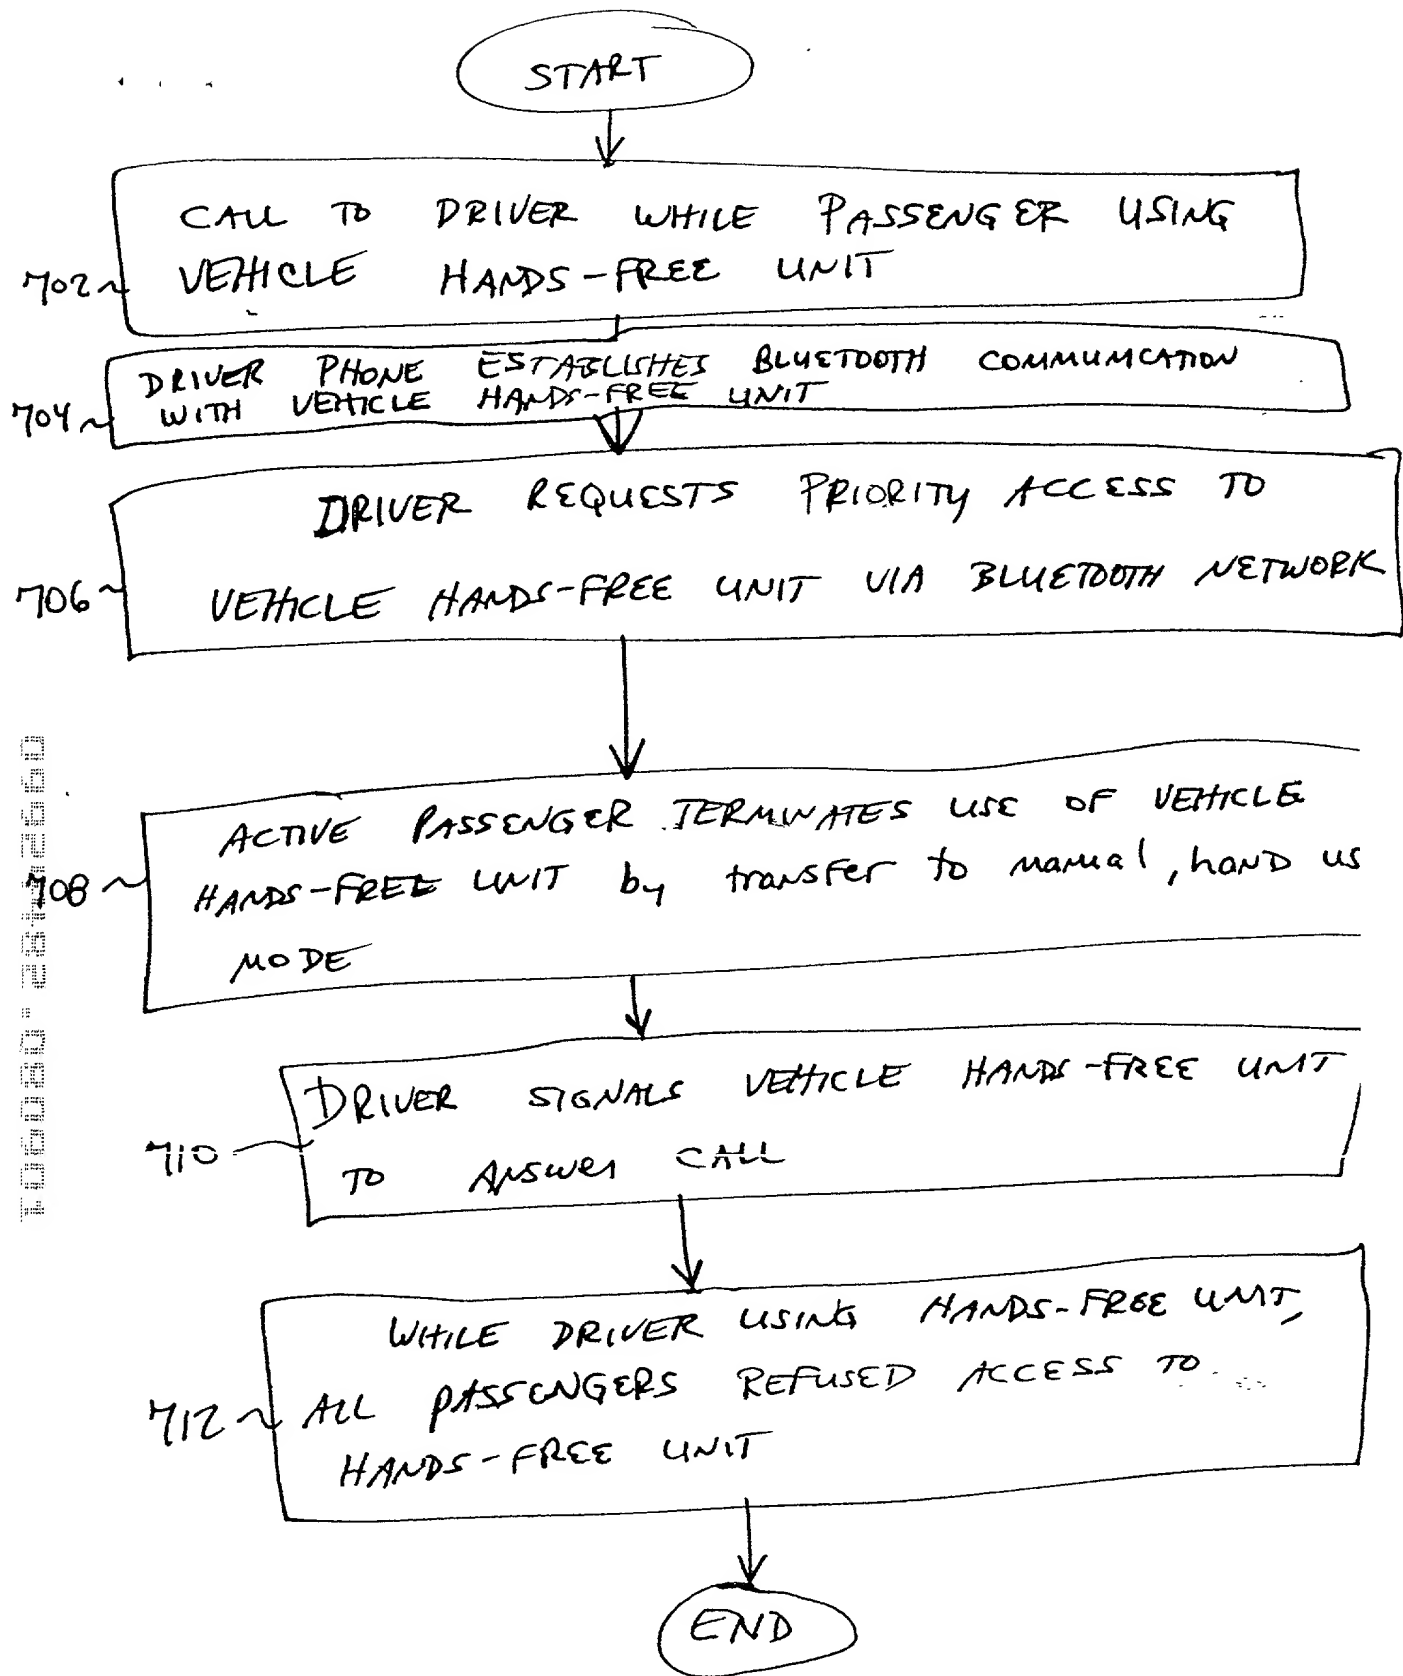 START
CALL TO DRIVER WHILE PASSENGER USING
702 VEHICLE HANDS-FREE UNIT
DRIVER PHONE ESTABLISHES BLUETOOTH COMMUNICATION
704 WITH VEHICLE HANDS-FREE UNIT
DRIVER REQUESTS PRIORITY ACCESS TO
706 VEHICLE HANDS-FREE UNIT VIA BLUETOOTH NETWORK
ACTIVE PASSENGER TERMINATES USE OF VEHICLE
708 HANDS-FREE UNIT by transfer to manual, hand us
MODE
DRIVER SIGNALS VEHICLE HANDS-FREE UNIT
710 TO ANSWER CALL
WHILE DRIVER USING HANDS-FREE UNIT,
712 ALL PASSENGERS REFUSED ACCESS TO
HANDS-FREE UNIT
END